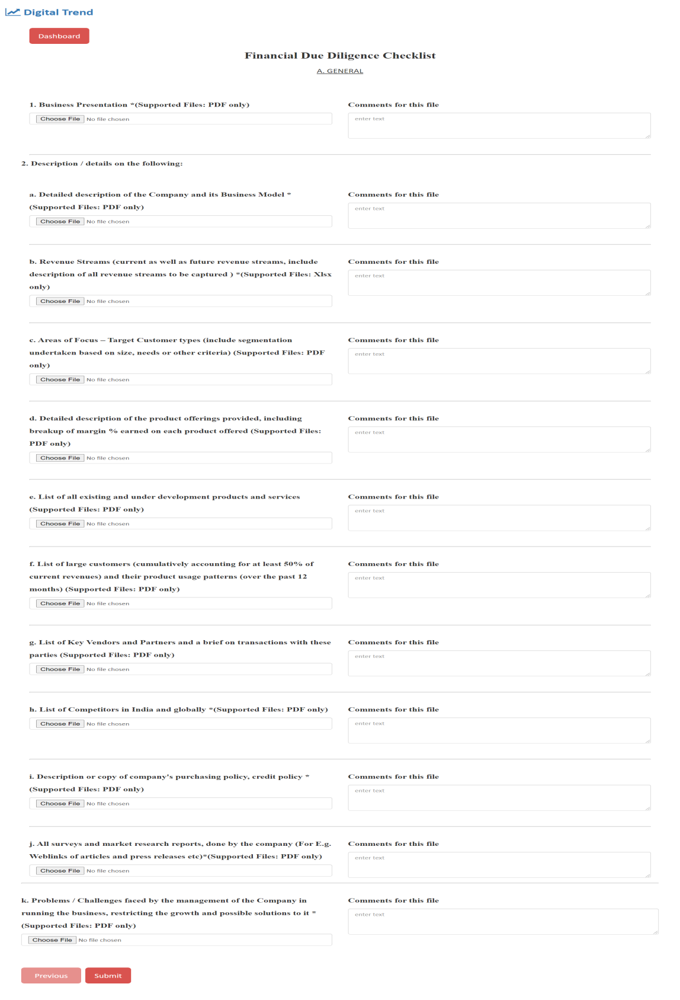 Digital Trend
Dashboard
Financial Due Diligence Checklist
A. GENERAL
1. Business Presentation *(Supported Files: PDF only)
Choose File No file chosen
Comments for this file
enter text
2. Description / details on the following:
a. Detailed description of the Company and its Business Model *
(Supported Files: PDF only)
Choose File No file chosen
Comments for this file
enter text
b. Revenue Streams (current as well as future revenue streams, include
description of all revenue streams to be captured ) *(Supported Files: Xlsx
only)
Choose File No file chosen
Comments for this file
enter text
c. Areas of Focus – Target Customer types (include segmentation
undertaken based on size, needs or other criteria) (Supported Files: PDF
only)
Choose File No file chosen
Comments for this file
enter text
d. Detailed description of the product offerings provided, including
breakup of margin % earned on each product offered (Supported Files:
PDF only)
Choose File No file chosen
Comments for this file
enter text
e. List of all existing and under development products and services
(Supported Files: PDF only)
Choose File No file chosen
Comments for this file
enter text
f. List of large customers (cumulatively accounting for at least 50% of
current revenues) and their product usage patterns (over the past 12
months) (Supported Files: PDF only)
Choose File No file chosen
Comments for this file
enter text
g. List of Key Vendors and Partners and a brief on transactions with these
parties (Supported Files: PDF only)
Choose File No file chosen
Comments for this file
enter text
h. List of Competitors in India and globally *(Supported Files: PDF only)
Choose File No file chosen
Comments for this file
enter text
i. Description or copy of company's purchasing policy, credit policy *
(Supported Files: PDF only)
Choose File No file chosen
Comments for this file
enter text
j. All surveys and market research reports, done by the company (For E.g.
Weblinks of articles and press releases etc)*(Supported Files: PDF only)
Choose File No file chosen
Comments for this file
enter text
k. Problems / Challenges faced by the management of the Company in
running the business, restricting the growth and possible solutions to it *
(Supported Files: PDF only)
Choose File No file chosen
Comments for this file
enter text
Previous Submit